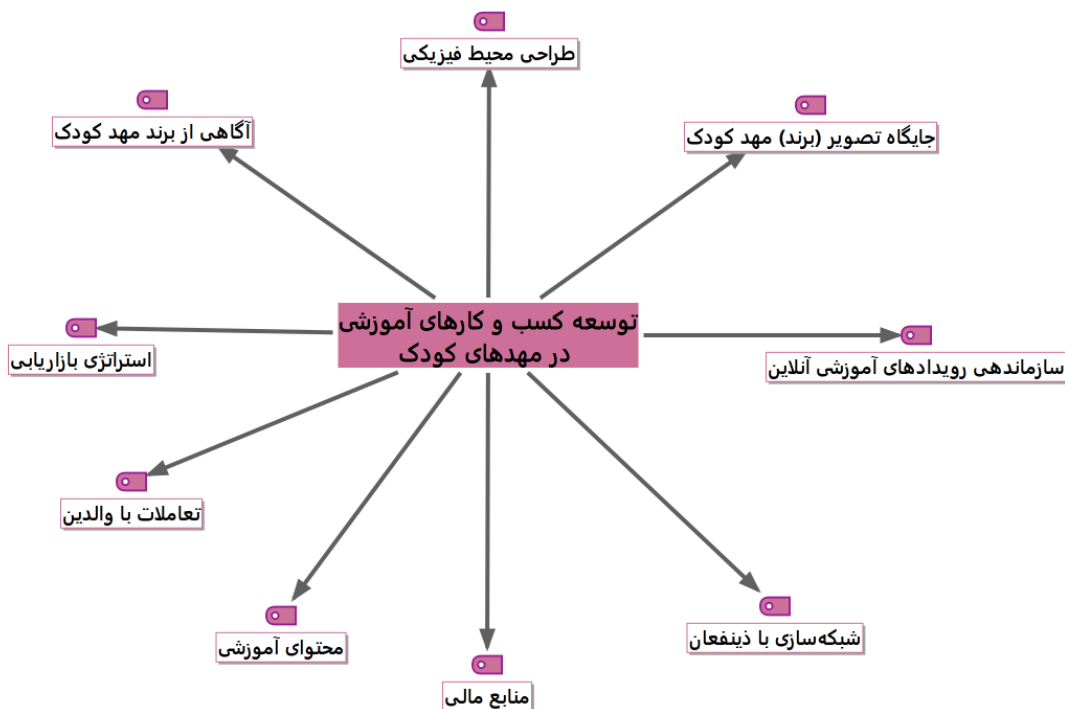 طراحی محیط فیزیکی
جایگاه تصویر (برند) مهد کودک
آگاهی از برند مهد کودک
توسعه کسب و کارهای آموزشی
در مهدهای کودک
سازماندهی رویدادهای آموزشی آنلاین
استراتژی بازاریابی
تعاملات با والدین
شبکه‌سازی با ذینفعان
محتوای آموزشی
منابع مالی